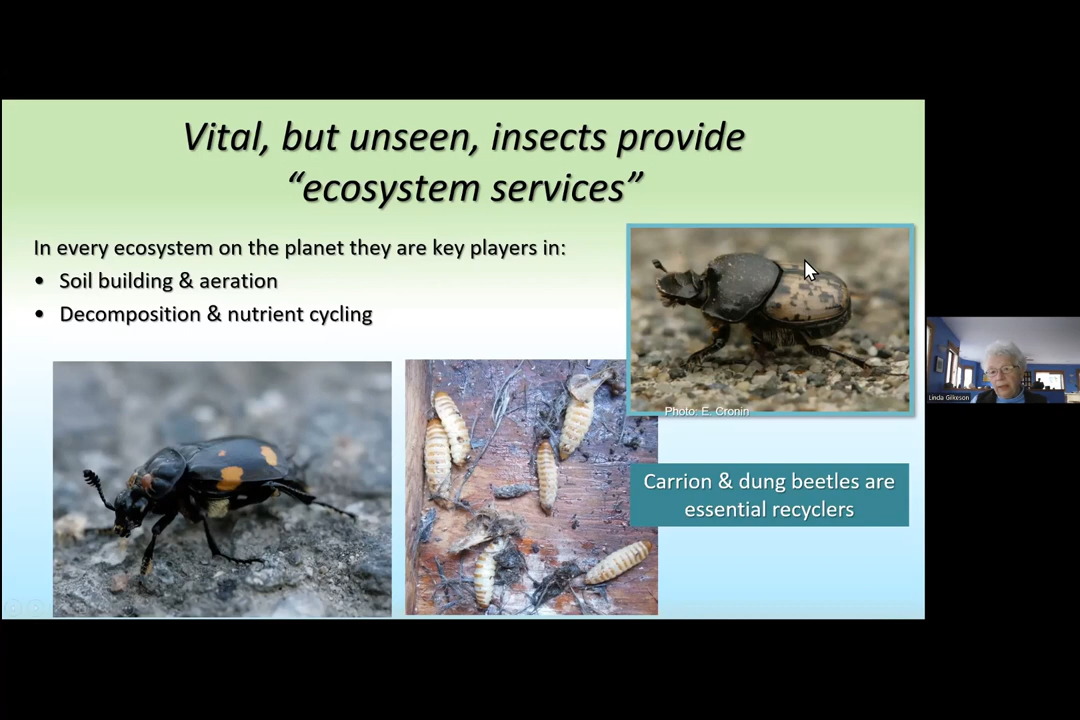 Vital, but unseen, insects provide
“ecosystem services”
In every ecosystem on the planet they are key players in:
• Soil building & aeration
• Decomposition & nutrient cycling
Photo: E. Cronin
Carrion & dung beetles are
essential recyclers
Linda Gilkeson